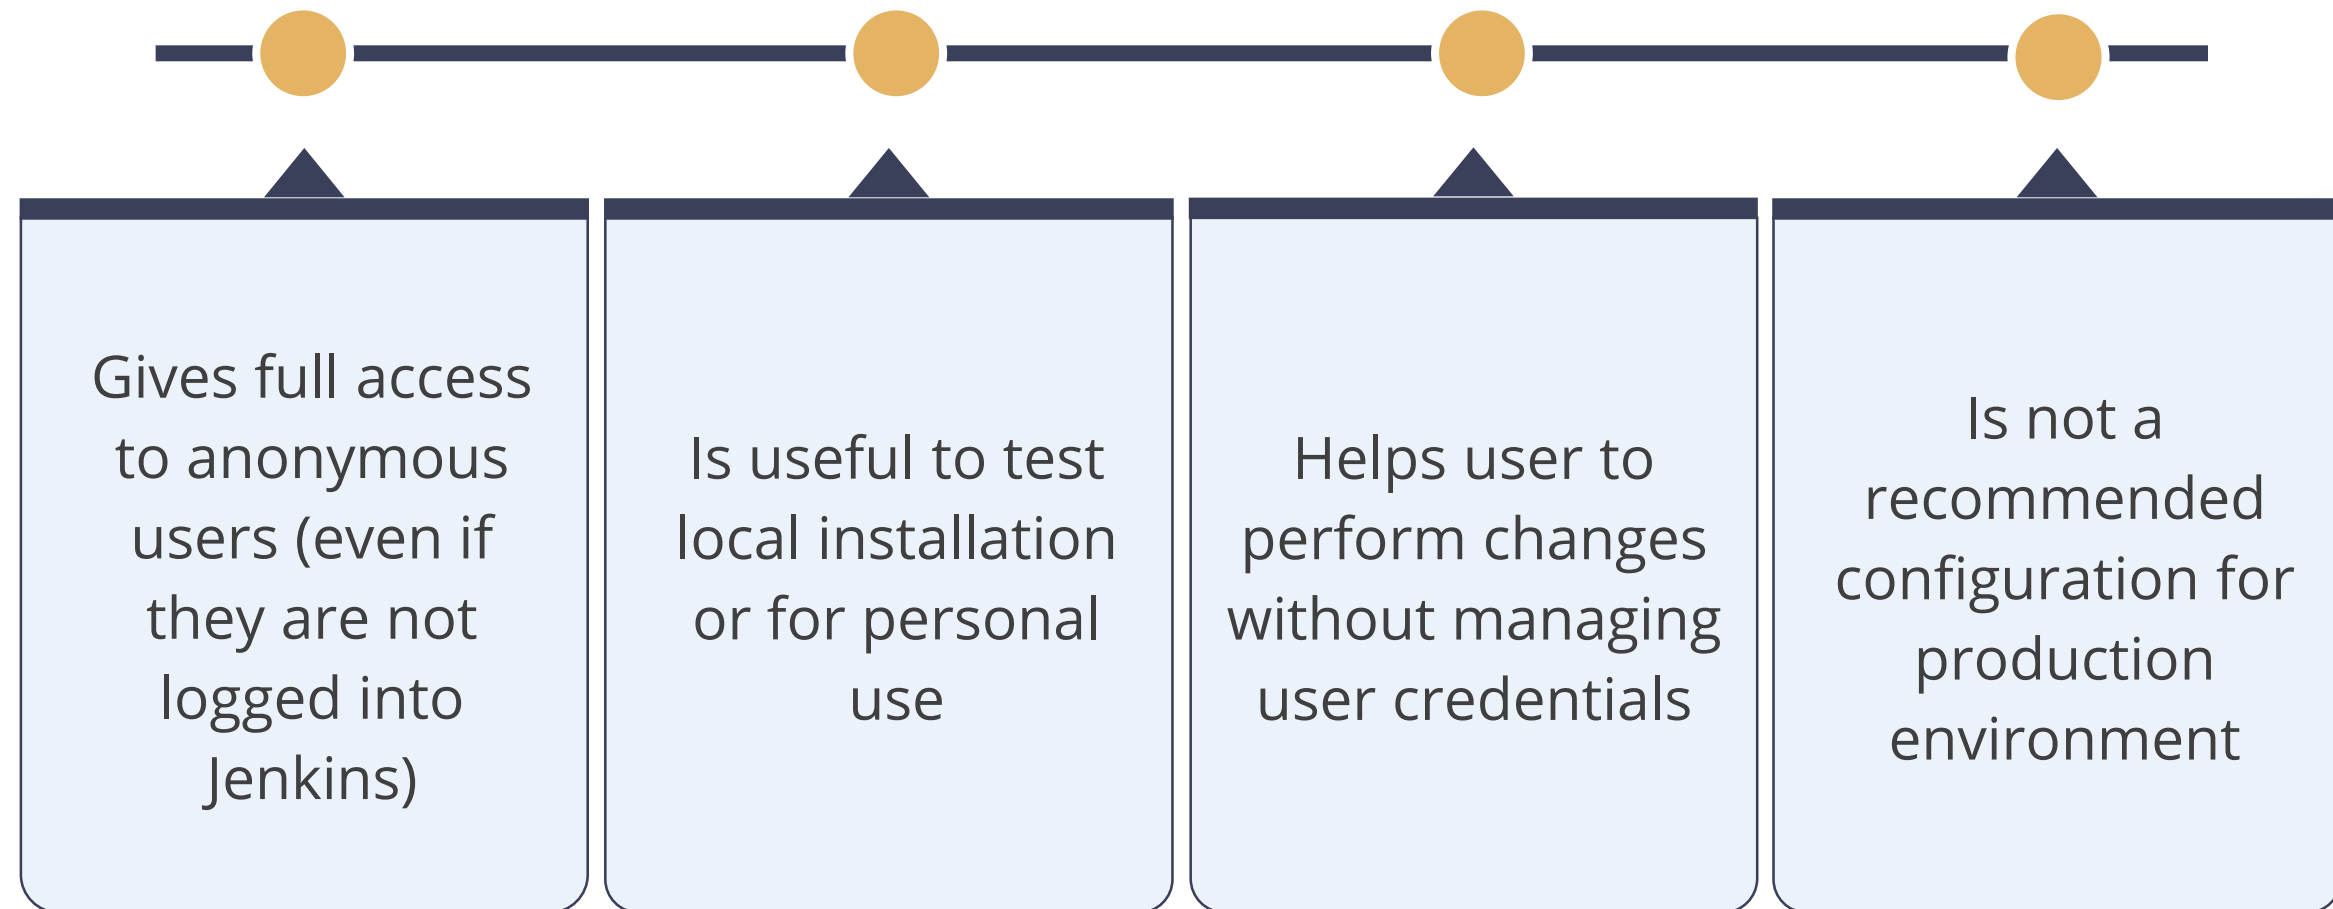 Gives full access
to anonymous
users (even if
they are not
logged into
Jenkins)
Is useful to test
local installation
or for personal
use
Helps user to
perform changes
without managing
user credentials
Is not a
recommended
configuration for
production
environment